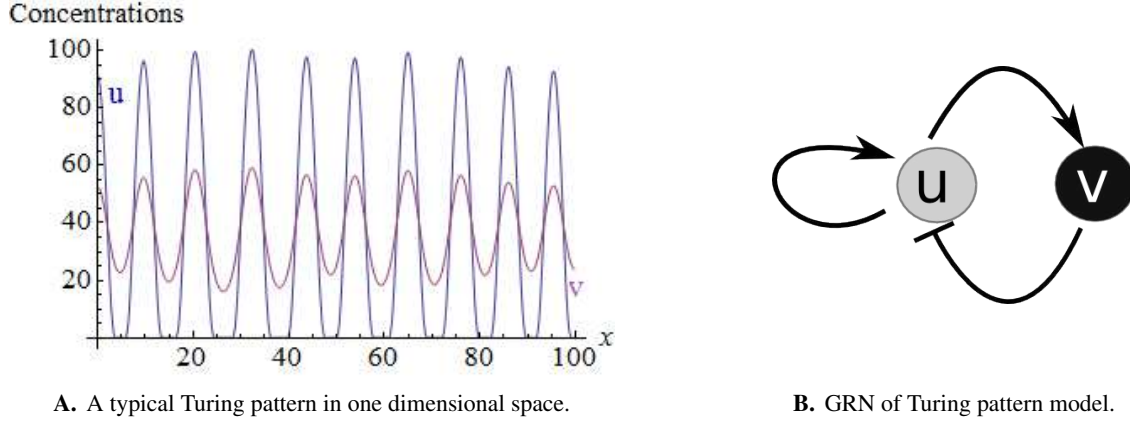 Concentrations
100
80
60
40
20
u
v
20 40 60 80 100 x
u
v
A. A typical Turing pattern in one dimensional space.
B. GRN of Turing pattern model.